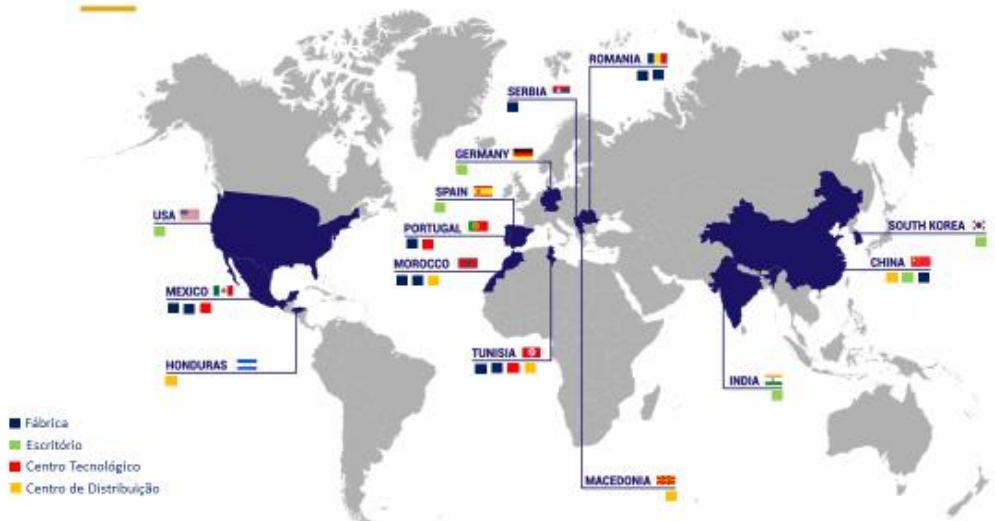 ROMANIA
SERBIA
GERMANY
SPAIN
USA
PORTUGAL
SOUTH KOREA
MOROCCO
CHINA
MEXICO
TUNISIA
HONDURAS
INDIA
Fábrica
Escritório
Centro Tecnológico
Centro de Distribuição
MACEDONIA